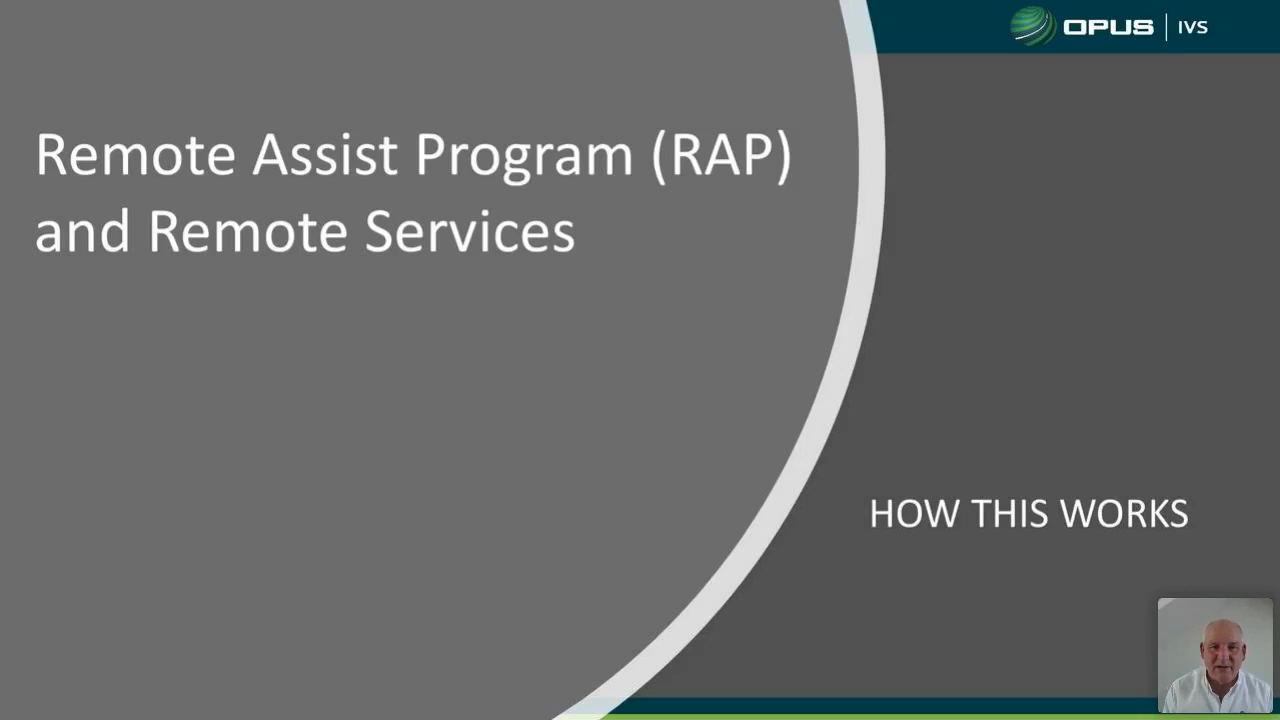 OPUS | IVS
Remote Assist Program (RAP)
and Remote Services
HOW THIS WORKS